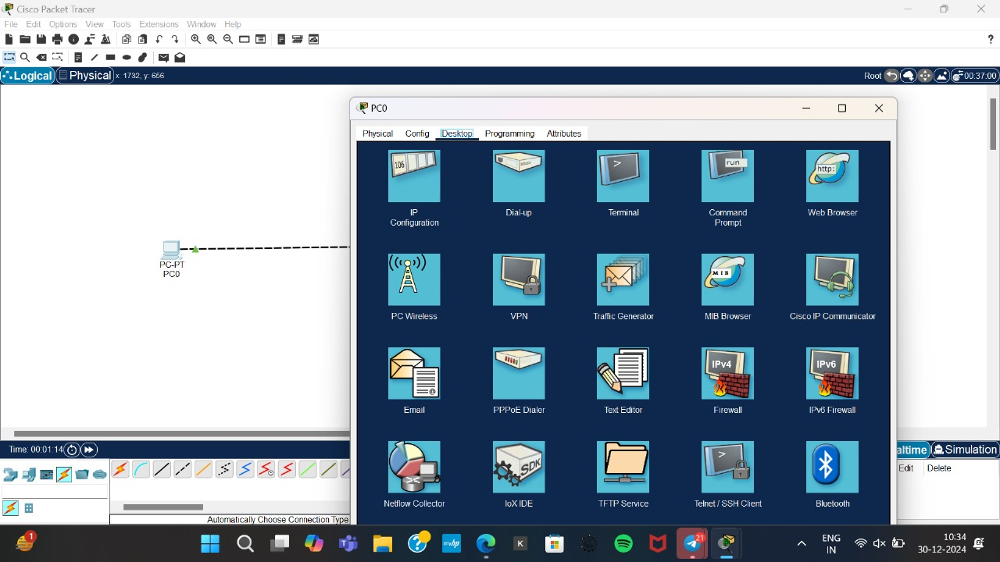 Cisco Packet Tracer
File Edit Options View Tools Extensions Window Help
?
Logical Physical x: 1732, y: 656 Root 00:37:00
PC0
Physical Config Desktop Programming Attributes
106
>
run
http:
IP Configuration
Dial-up
Terminal
Command Prompt
Web Browser
MIB
PC Wireless
VPN
Traffic Generator
MIB Browser
Cisco IP Communicator
@
IPv4
IPv6
Email
PPPoE Dialer
Text Editor
Firewall
IPv6 Firewall
SDK
>
Netflow Collector
IoX IDE
TFTP Service
Telnet / SSH Client
Bluetooth
PC-PT
PC0
Time: 00:01:14
altime Simulation
Edit Delete
Automatically Choose Connection Type
1
myhp
K
21
ENG
IN
10:34
30-12-2024